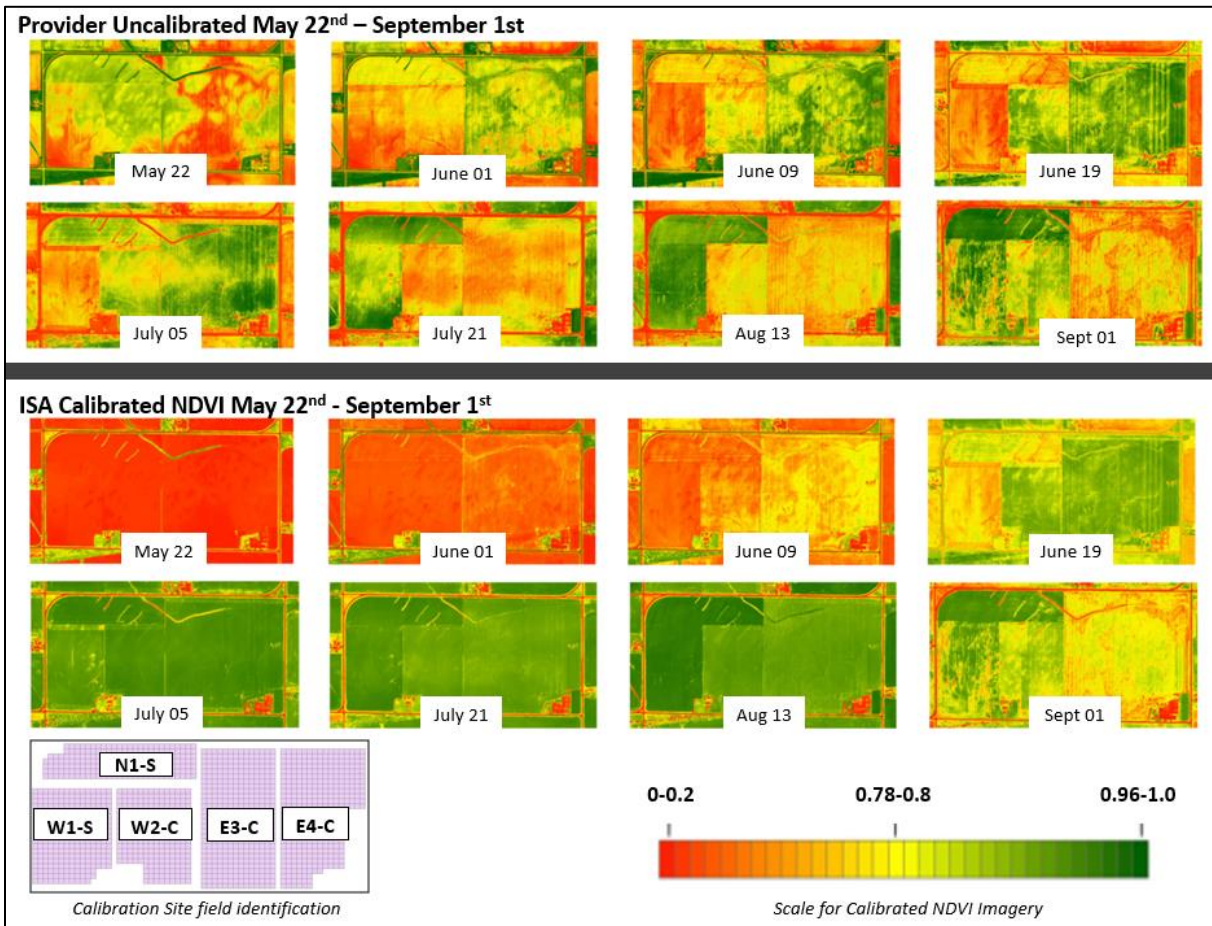 Provider Uncalibrated May 22nd – September 1st
May 22
June 01
June 09
June 19
July 05
July 21
Aug 13
Sept 01
ISA Calibrated NDVI May 22nd - September 1st
May 22
June 01
June 09
June 19
July 05
July 21
Aug 13
Sept 01
N1-S
W1-S
W2-C
E3-C
E4-C
Calibration Site field identification
0-0.2
0.78-0.8
0.96-1.0
Scale for Calibrated NDVI Imagery